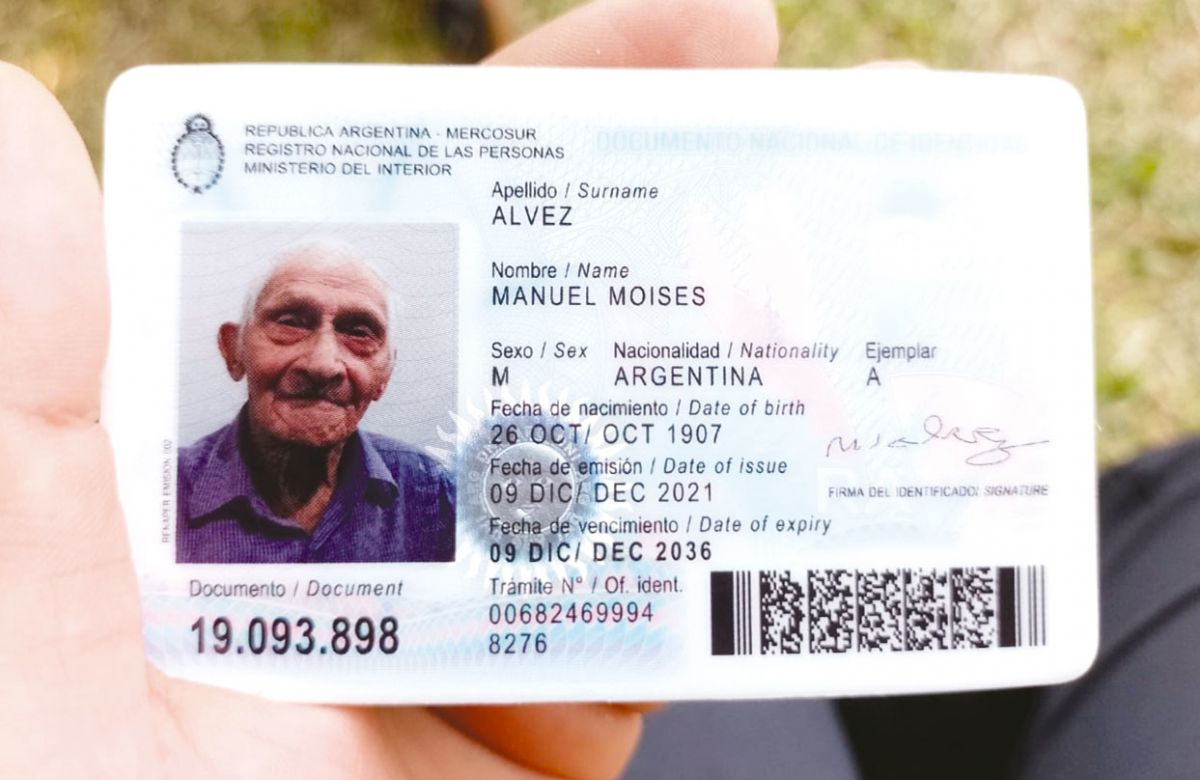 REPUBLICA ARGENTINA - MERCOSUR
REGISTRO NACIONAL DE LAS PERSONAS
MINISTERIO DEL INTERIOR
DOCUMENTO NACIONAL DE IDENTIDAD
Apellido / Surname
ALVEZ
Nombre / Name
MANUEL MOISES
Sexo / Sex Nacionalidad / Nationality Ejemplar
M ARGENTINA A
Fecha de nacimiento / Date of birth
26 OCT/ OCT 1907
Fecha de emisión / Date of issue
09 DIC/ DEC 2021
FIRMA DEL IDENTIFICADO/ SIGNATURE
Fecha de vencimiento / Date of expiry
09 DIC/ DEC 2036
Documento / Document
19.093.898
Trámite N° / Of. ident.
00682469994
8276